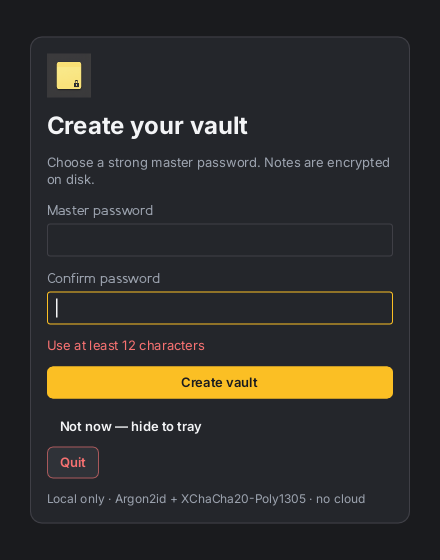 Create your vault
Choose a strong master password. Notes are encrypted
on disk.
Master password
Confirm password
Use at least 12 characters
Create vault
Not now — hide to tray
Quit
Local only · Argon2id + XChaCha20-Poly1305 · no cloud